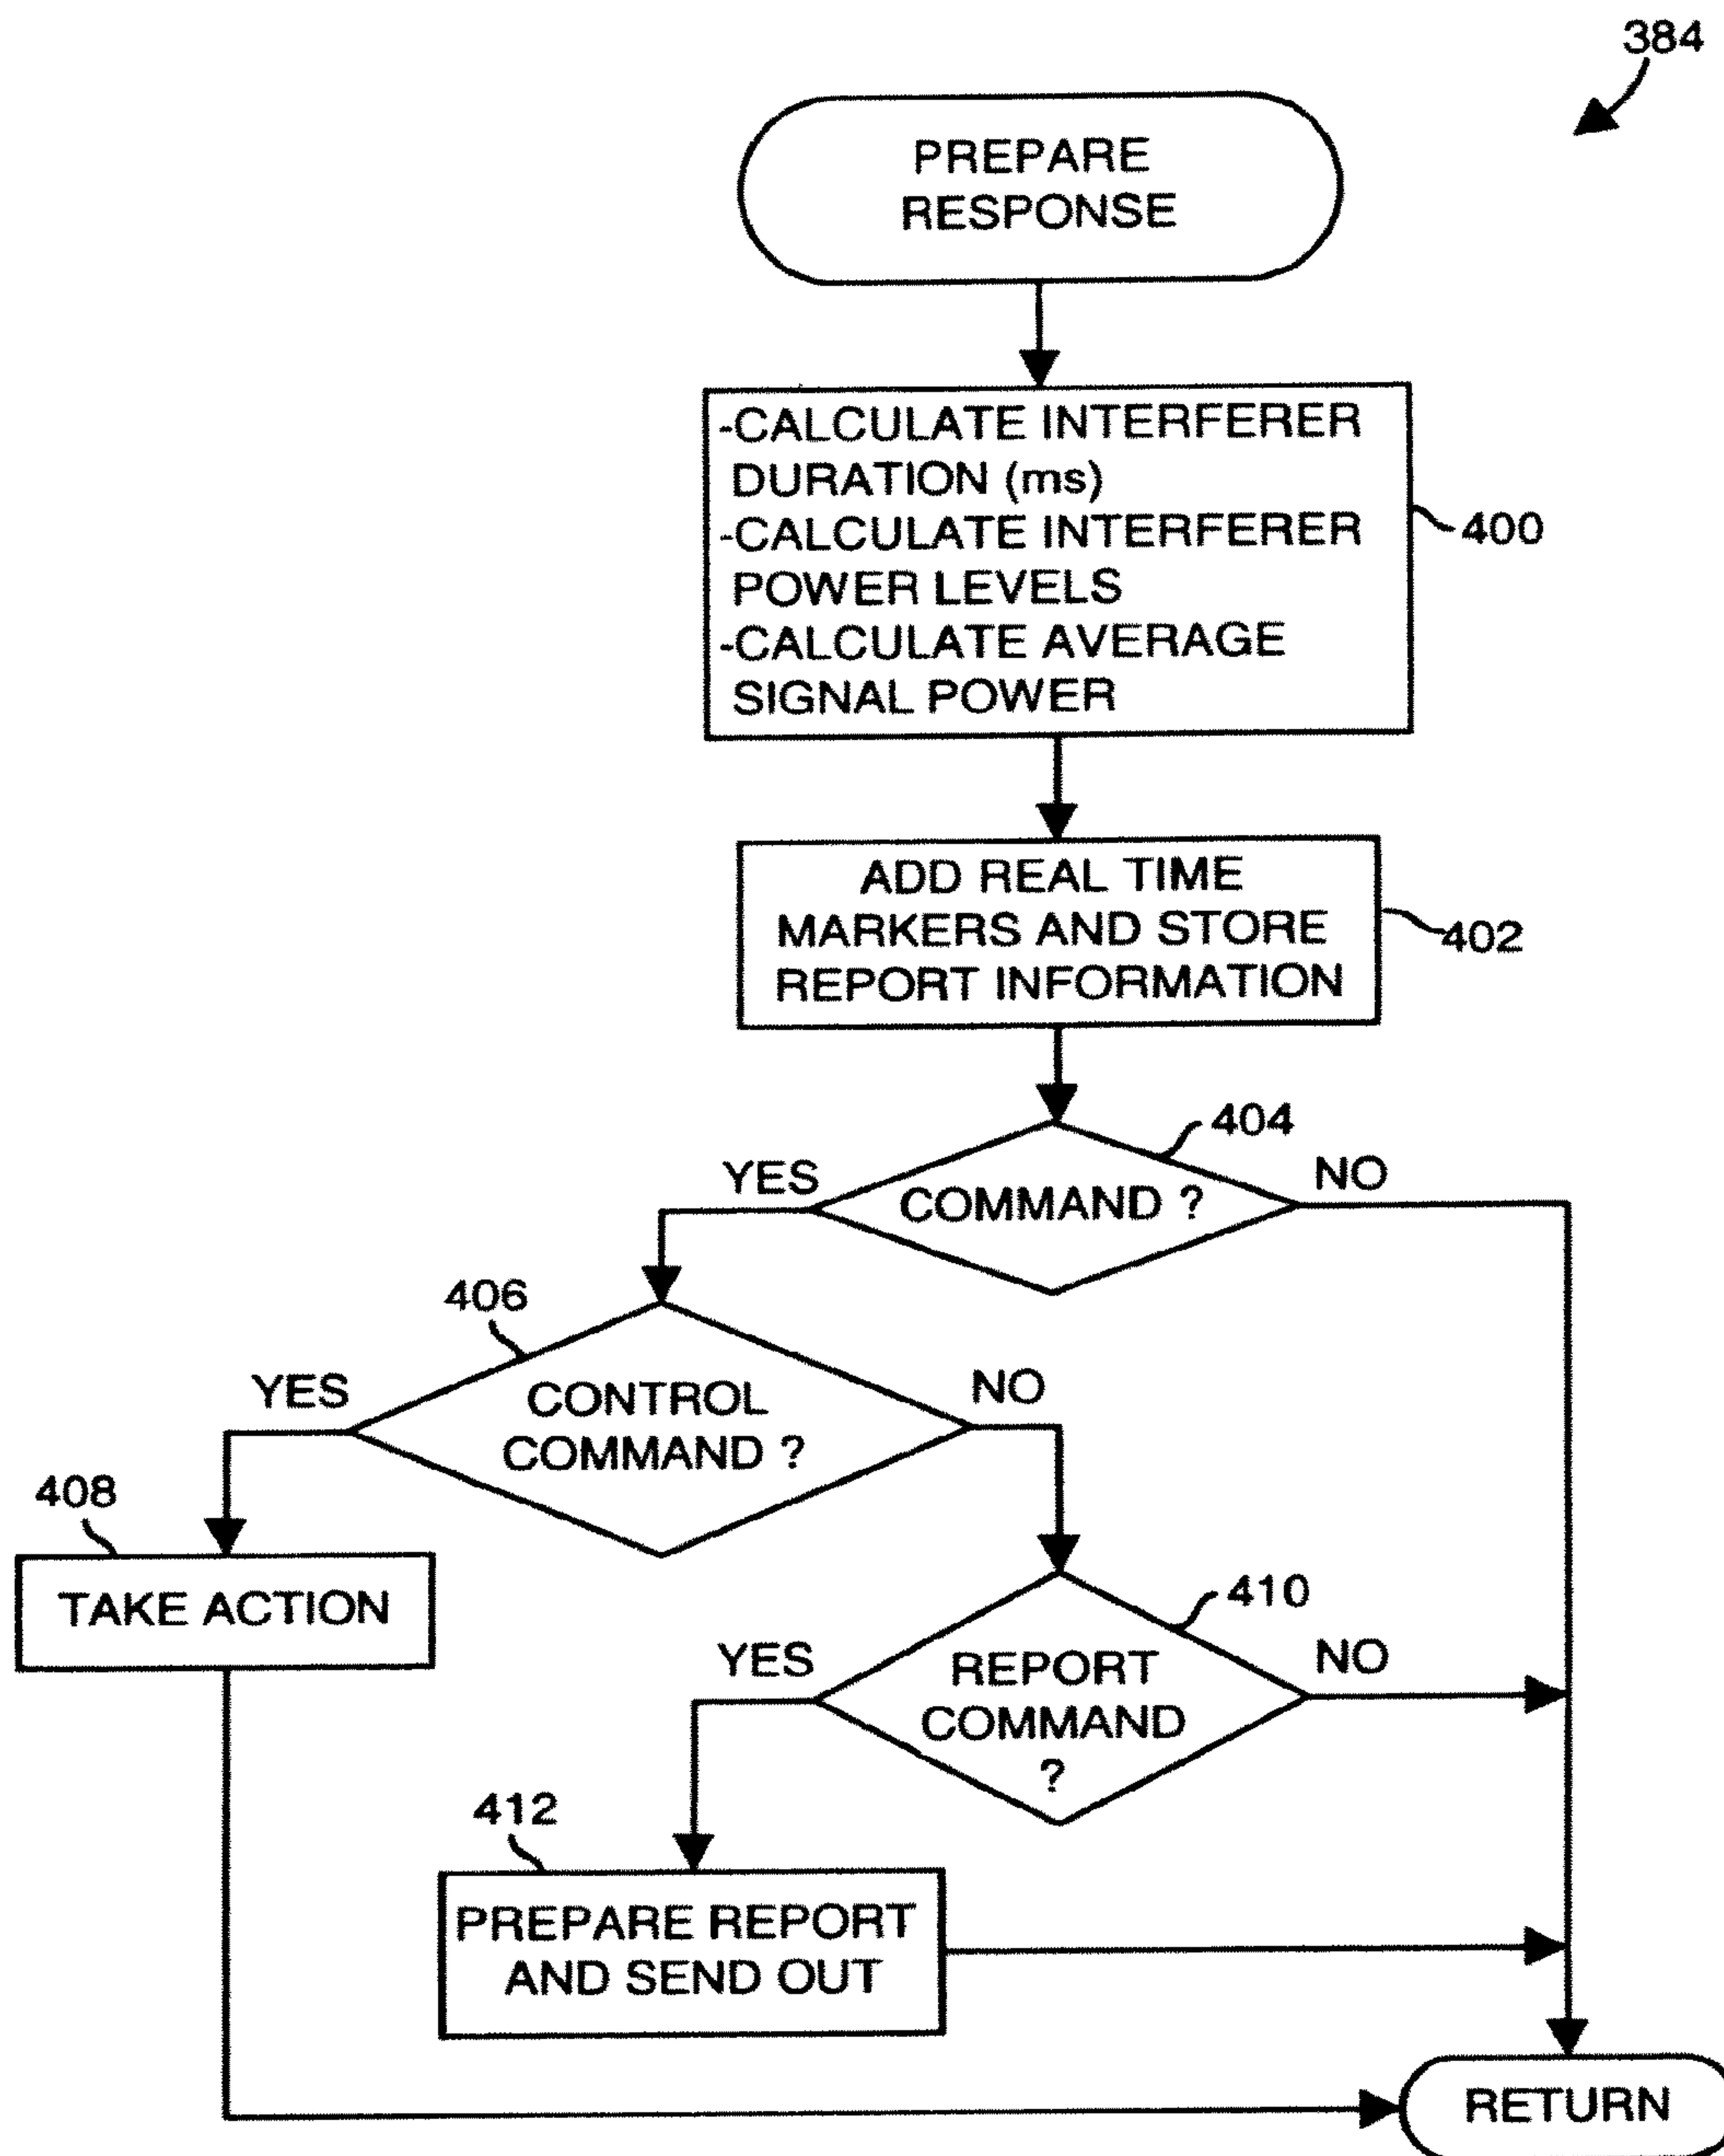 384
PREPARE
RESPONSE
-CALCULATE INTERFERER
DURATION (ms)
-CALCULATE INTERFERER
POWER LEVELS
-CALCULATE AVERAGE
SIGNAL POWER
400
ADD REAL TIME
MARKERS AND STORE
REPORT INFORMATION
402
404
YES
COMMAND ?
NO
406
YES
CONTROL
COMMAND ?
NO
408
TAKE ACTION
410
YES
REPORT
COMMAND
?
NO
412
PREPARE REPORT
AND SEND OUT
RETURN